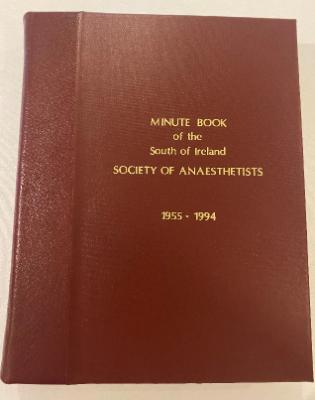 MINUTE BOOK
of the
South of Ireland
SOCIETY OF ANAESTHETISTS
1955 - 1994